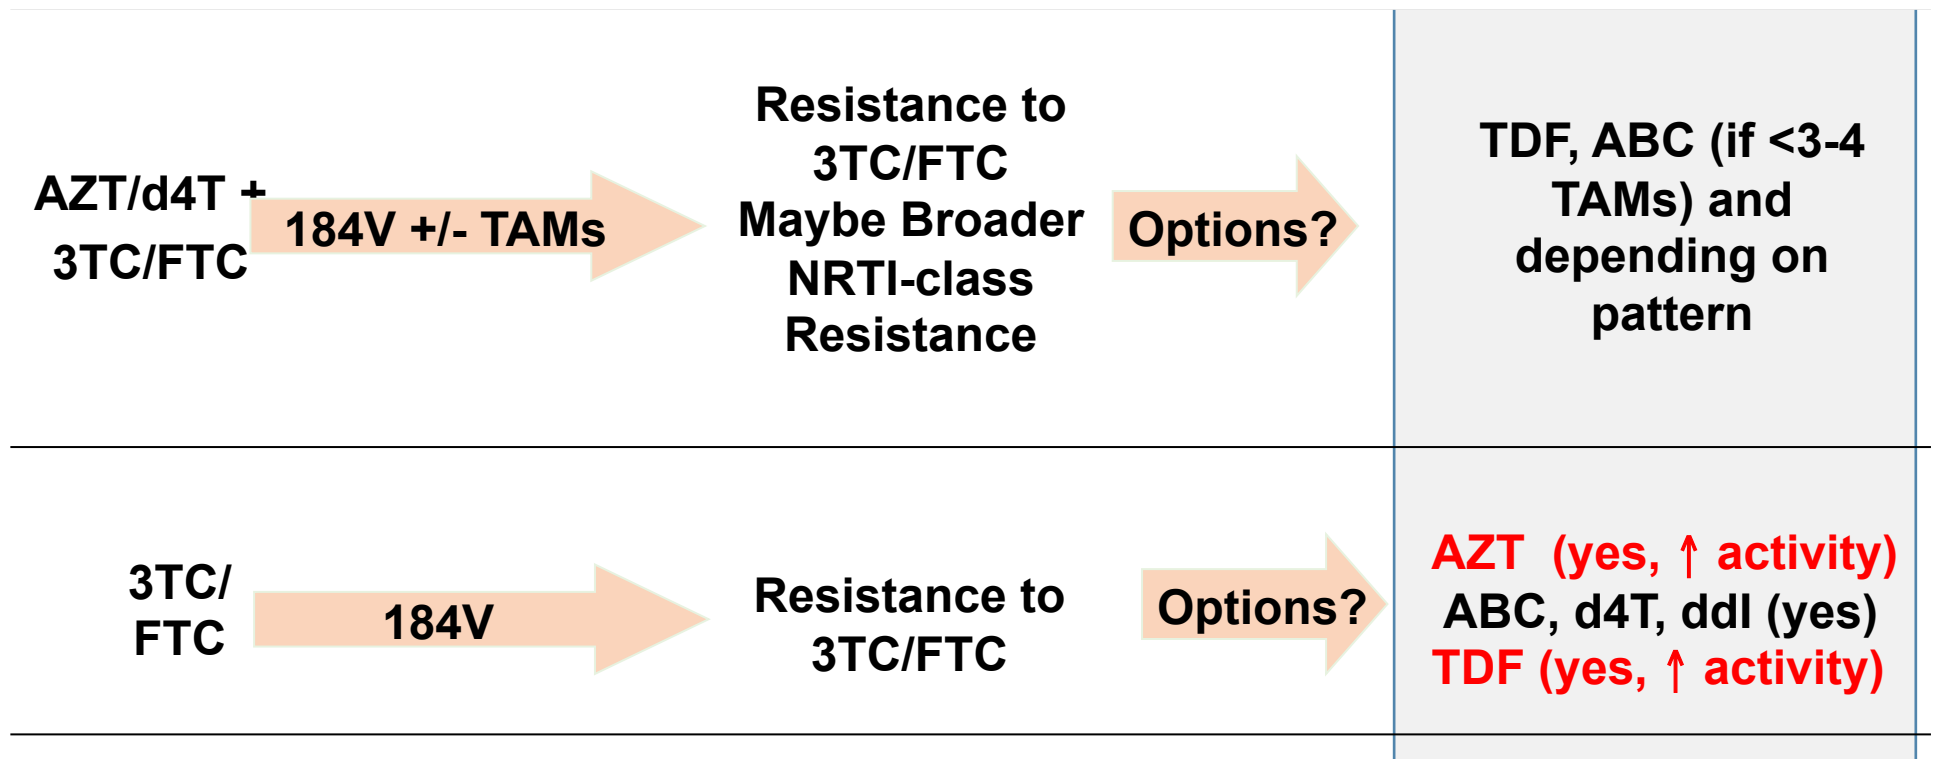 AZT/d4T +
3TC/FTC
184V +/- TAMs
Resistance to
3TC/FTC
Maybe Broader
NRTI-class
Resistance
Options?
TDF, ABC (if <3-4
TAMs) and
depending on
pattern
3TC/
FTC
184V
Resistance to
3TC/FTC
Options?
AZT (yes, ↑ activity)
ABC, d4T, ddI (yes)
TDF (yes, ↑ activity)